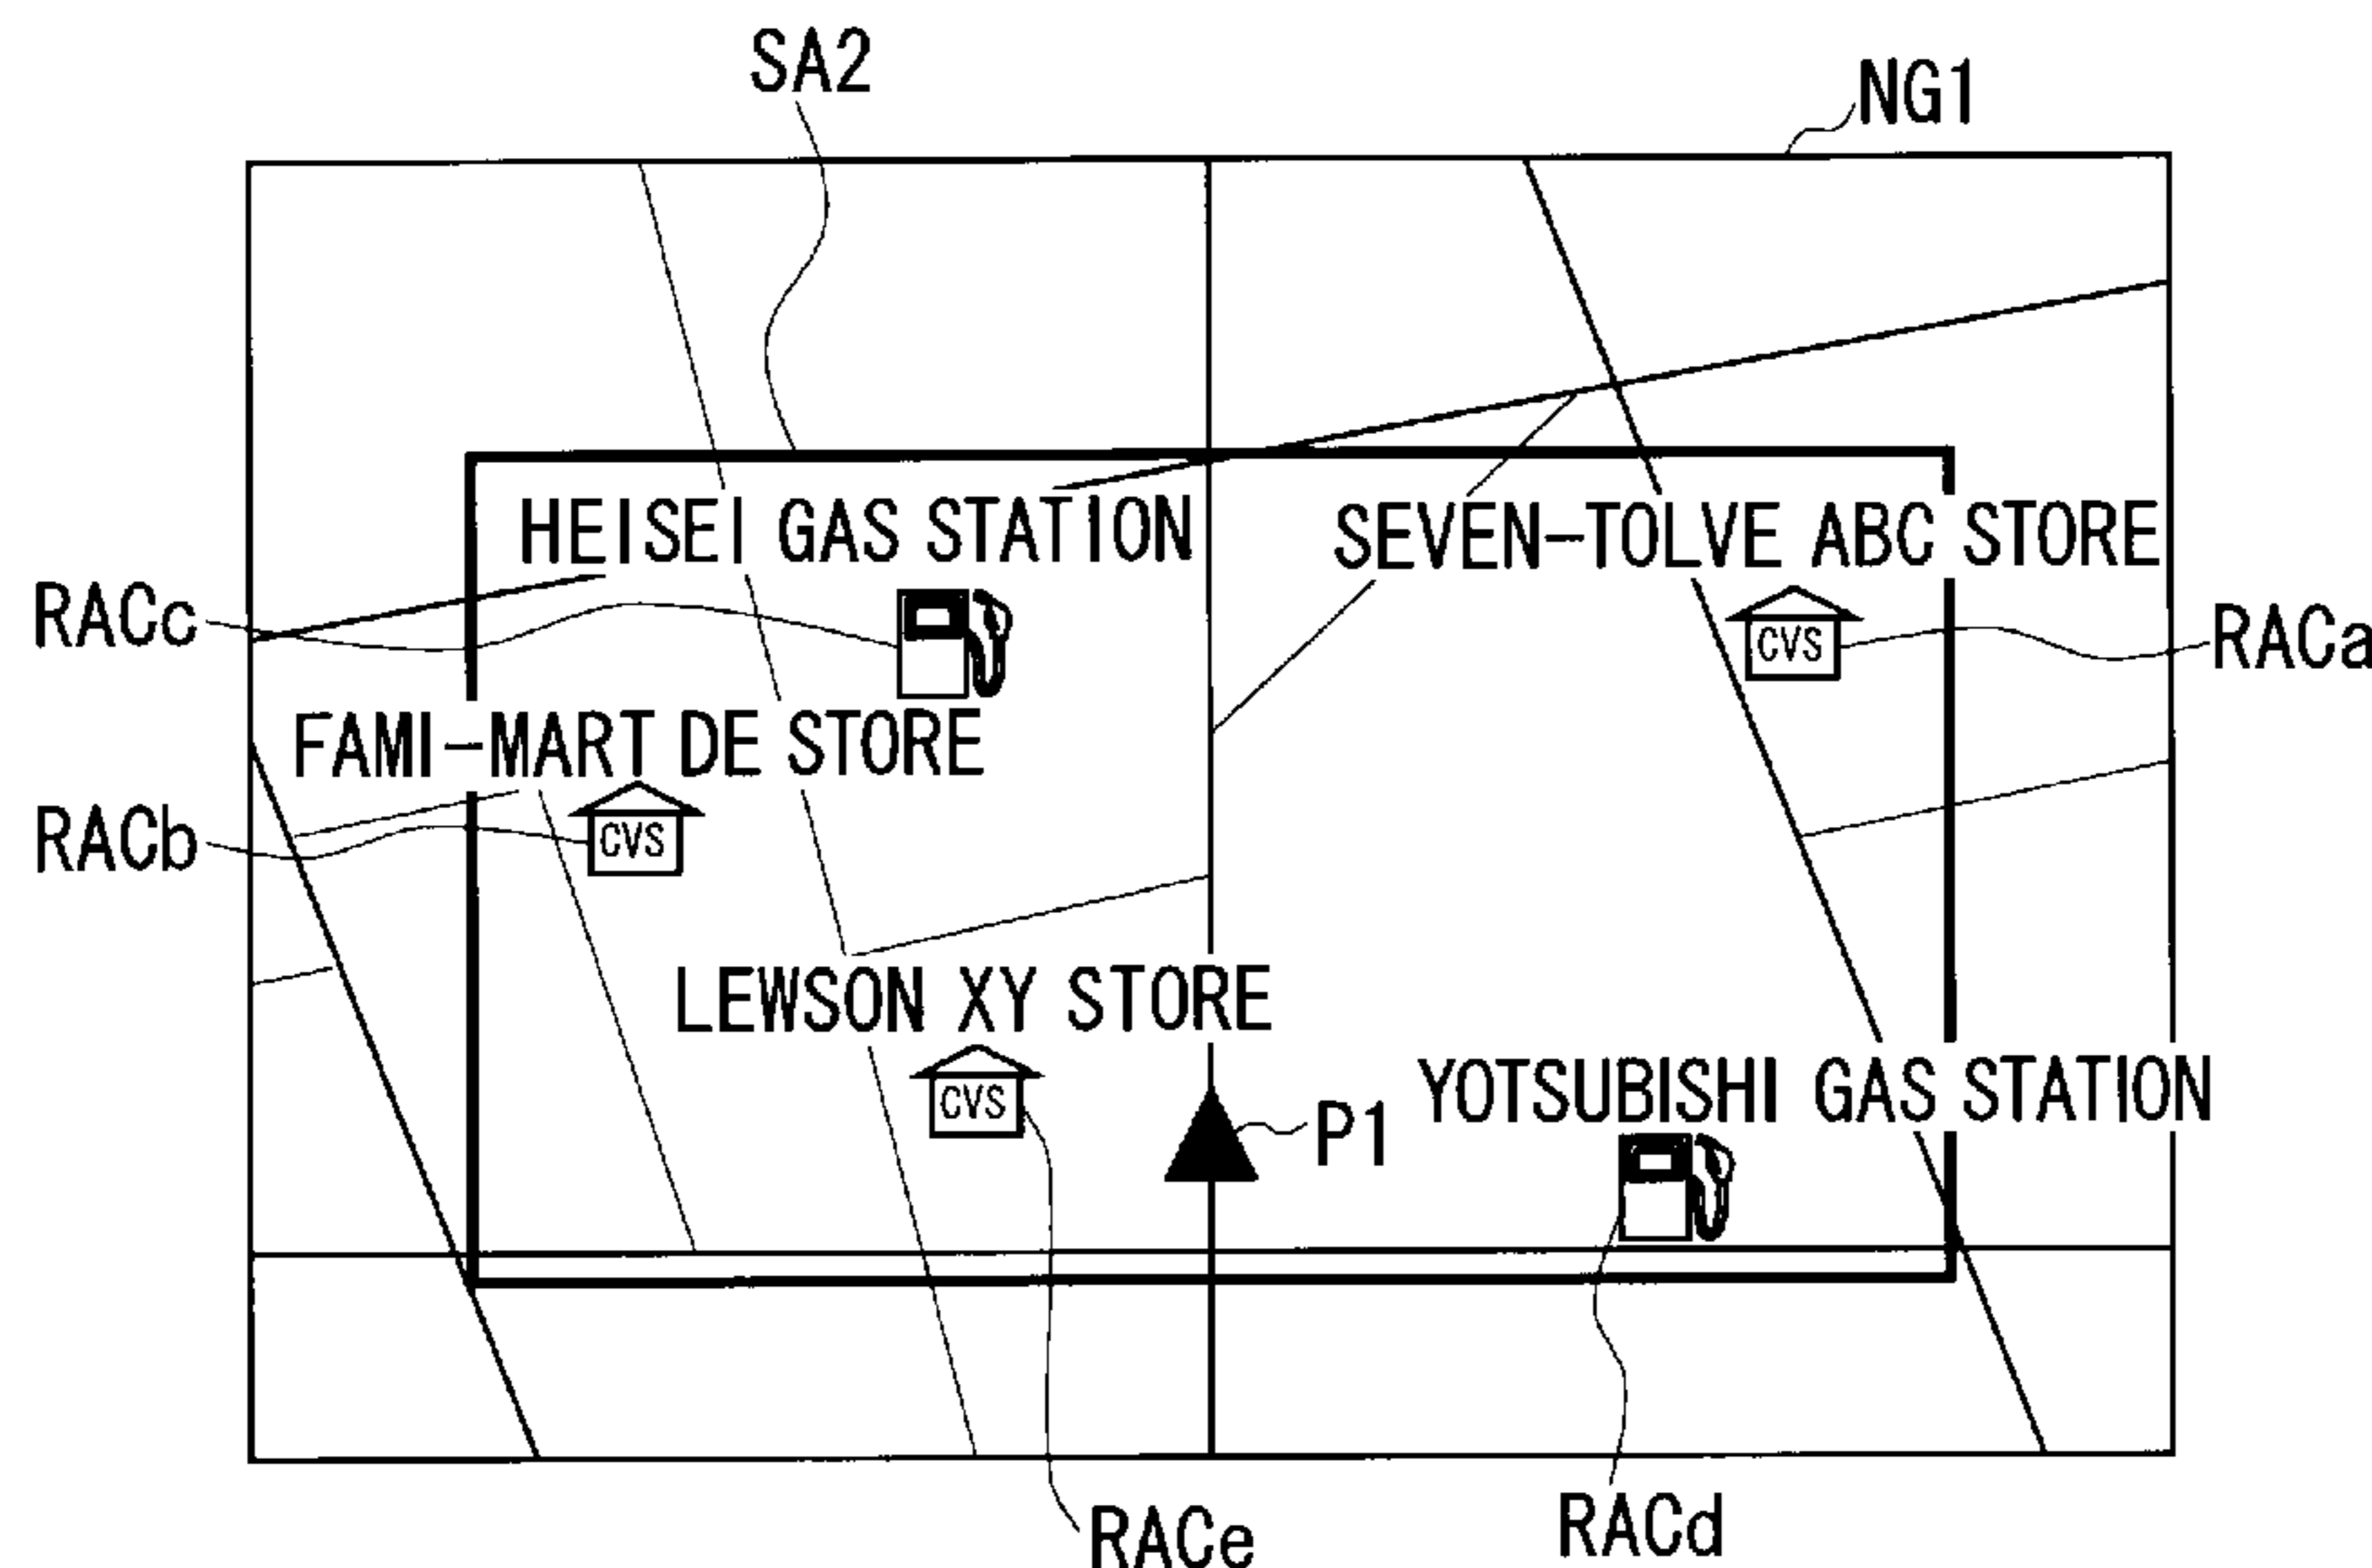 SA2
NG1
HEISEI GAS STATION
SEVEN-TOLVE ABC STORE
RACc
CVS
RACa
FAMI-MART DE STORE
RACb
CVS
LEWSON XY STORE
CVS
P1
YOTSUBISHI GAS STATION
RACe
RACd